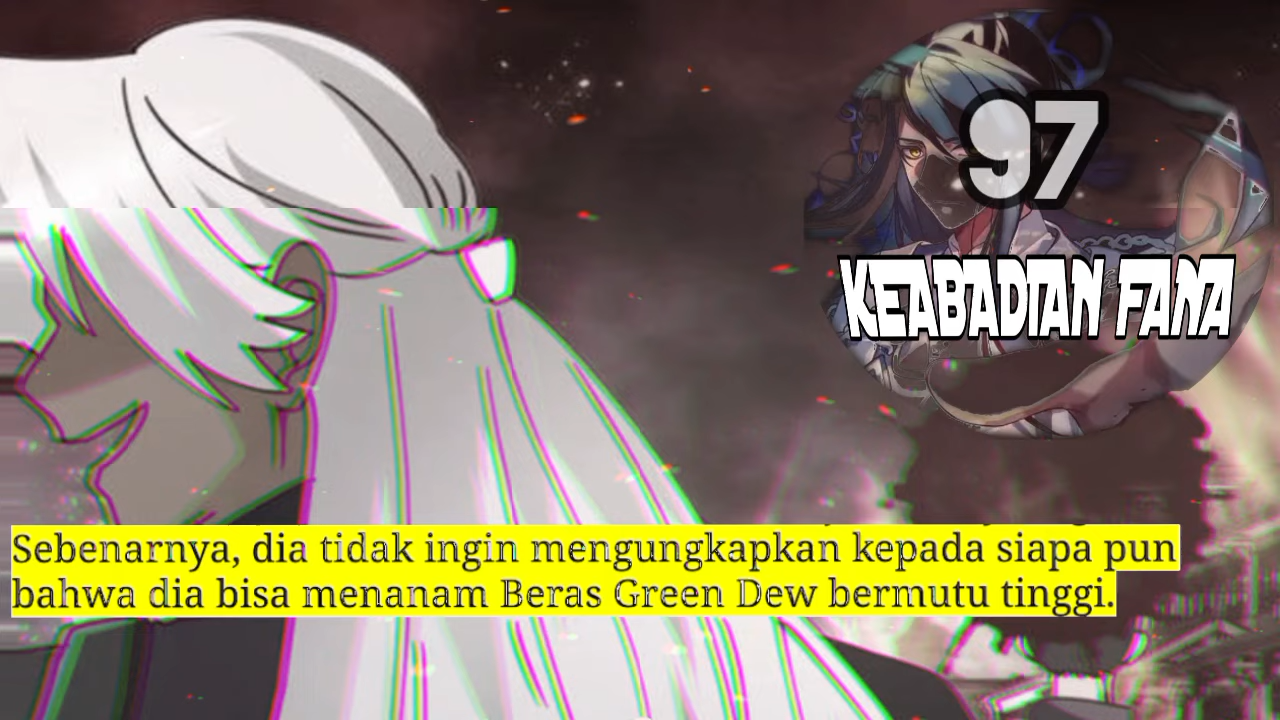 97
KEABADIAN FANA
Sebenarnya, dia tidak ingin mengungkapkan kepada siapa pun
bahwa dia bisa menanam Beras Green Dew bermutu tinggi.